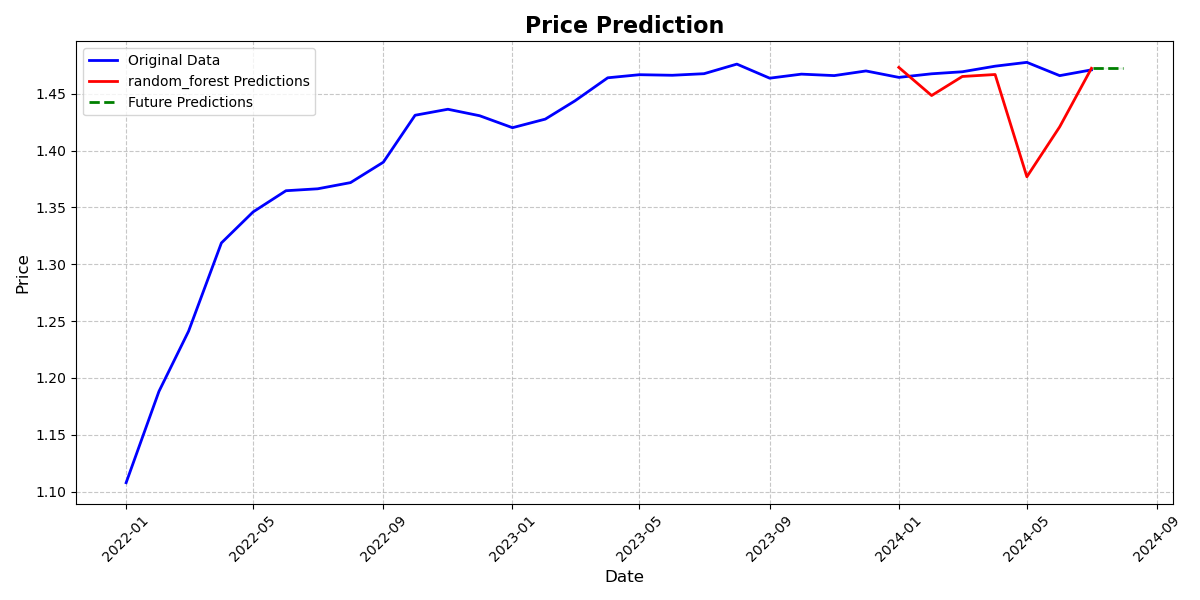 Price Prediction
Original Data
random_forest Predictions
Future Predictions
Price
1.45
1.40
1.35
1.30
1.25
1.20
1.15
1.10
2022-01
2022-05
2022-09
2023-01
2023-05
2023-09
2024-01
2024-05
2024-09
Date